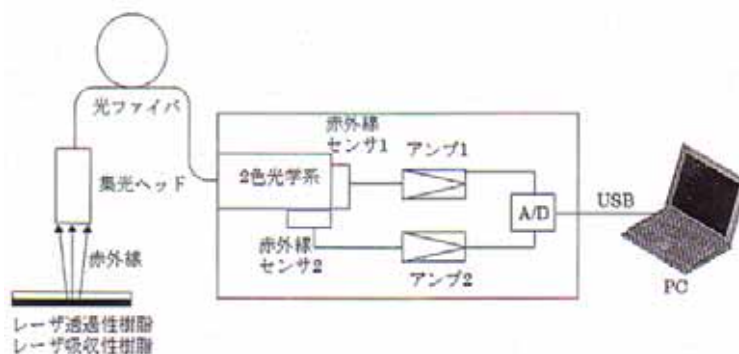 光ファイバ
集光ヘッド
赤外線
レーザ透過性樹脂
レーザ吸収性樹脂
2色光学系
赤外線
センサ1
赤外線
センサ2
アンプ1
アンプ2
A/D
USB
PC